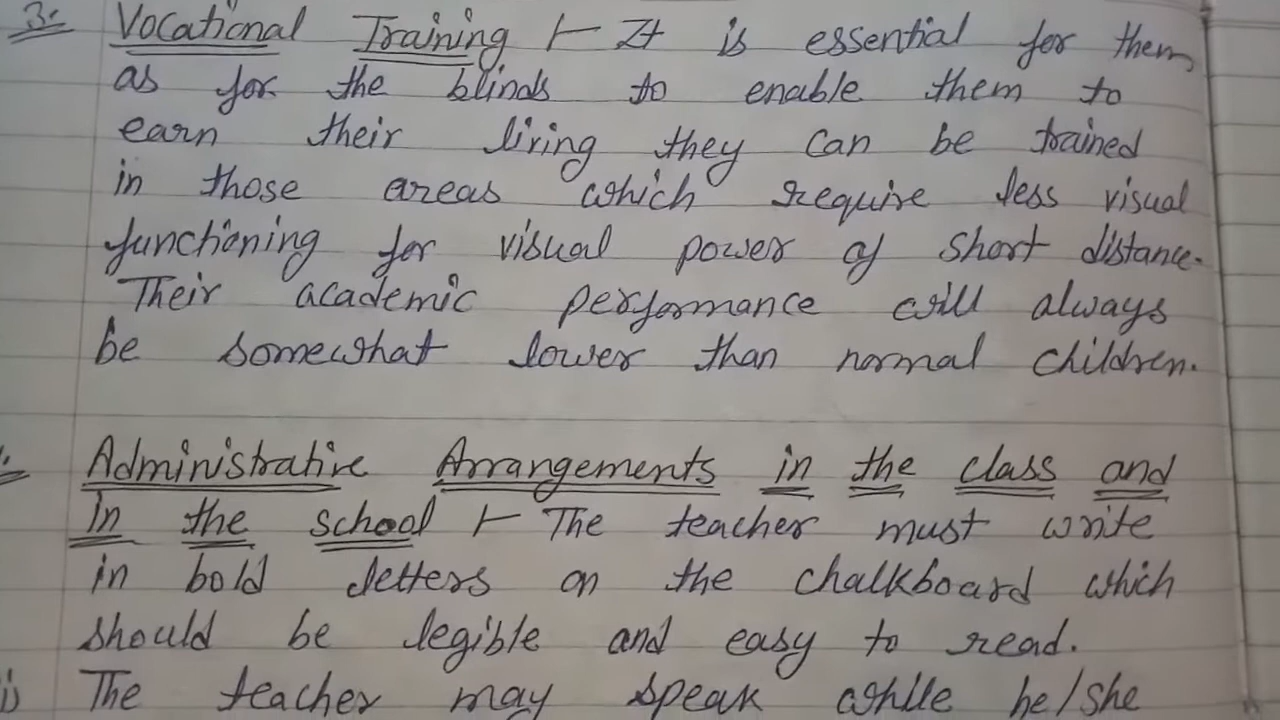 3:- Vocational Training :- It is essential for them
as for the blinds to enable them to
earn their living they can be trained
in those areas which require less visual
functioning for visual power of short distance.
Their academic performance will always
be somewhat lower than normal children.
Administrative Arrangements in the class and
in the school :- The teacher must write
in bold letters on the chalkboard which
should be legible and easy to read.
i) The teacher may speak while he/she